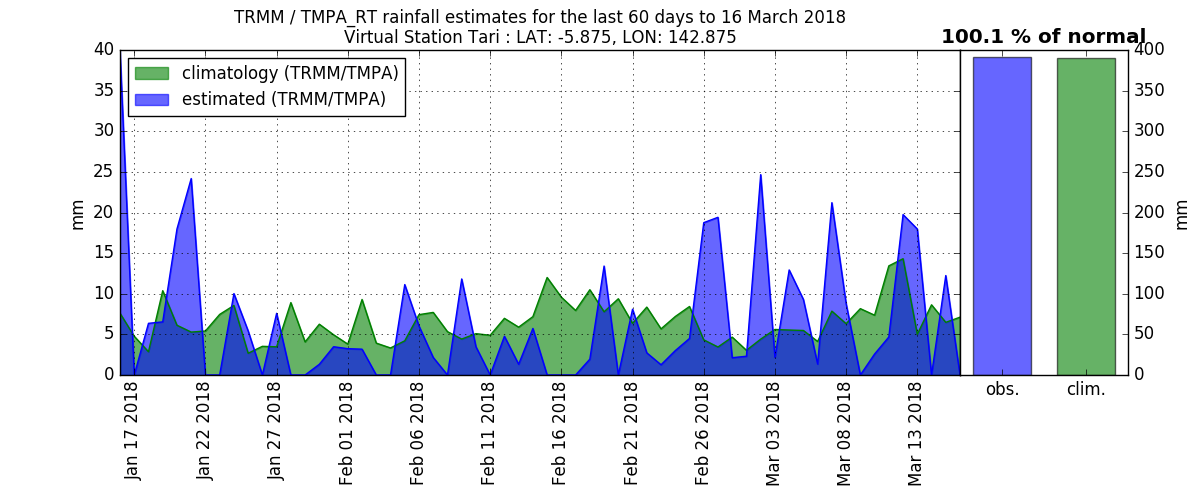 TRMM / TMPA_RT rainfall estimates for the last 60 days to 16 March 2018
Virtual Station Tari : LAT: -5.875, LON: 142.875
100.1 % of normal
climatology (TRMM/TMPA)
estimated (TRMM/TMPA)
40
35
30
25
20
15
10
5
0
mm
400
350
300
250
200
150
100
50
0
mm
Jan 17 2018
Jan 22 2018
Jan 27 2018
Feb 01 2018
Feb 06 2018
Feb 11 2018
Feb 16 2018
Feb 21 2018
Feb 26 2018
Mar 03 2018
Mar 08 2018
Mar 13 2018
obs.
clim.